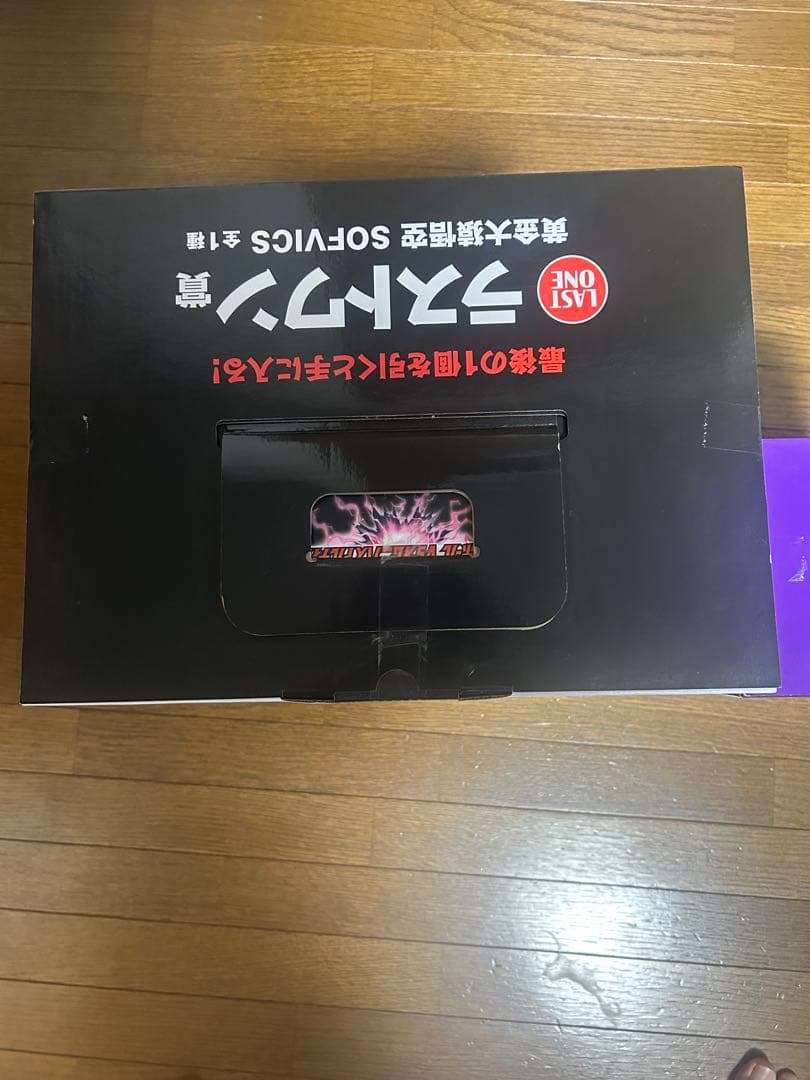 最後の1個を引くと手に入る!
LAST
ONE
ラストワン賞
黄金大猿悟空 SOFVICS 全1種